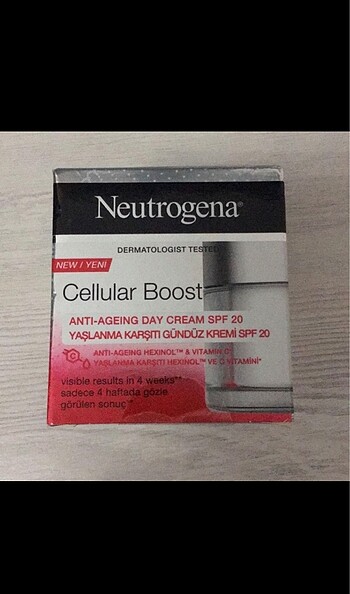 Neutrogena®
DERMATOLOGIST TESTED
NEW / YENİ
Cellular Boost
ANTI-AGEING DAY CREAM SPF 20
YAŞLANMA KARŞITI GÜNDÜZ KREMİ SPF 20
ANTI-AGEING HEXINOL™ & VITAMIN C*
YAŞLANMA KARŞITI HEXINOL™ VE C VİTAMİNİ*
visible results in 4 weeks**
sadece 4 haftada gözle
görülen sonuç**